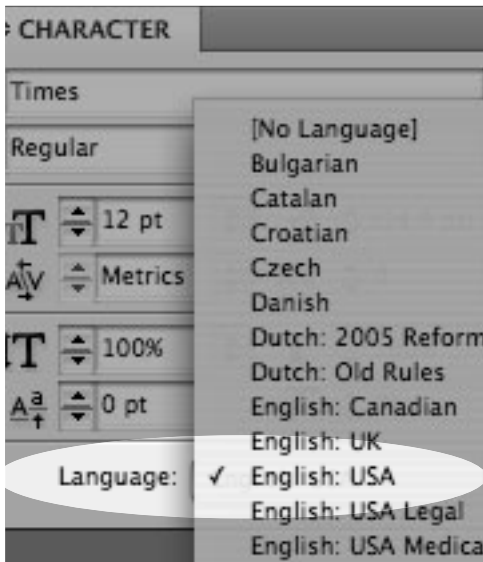 CHARACTER
Times
Regular
12 pt
Metrics
100%
0 pt
Language:
[No Language]
Bulgarian
Catalan
Croatian
Czech
Danish
Dutch: 2005 Reform
Dutch: Old Rules
English: Canadian
English: UK
✓ English: USA
English: USA Legal
English: USA Medica